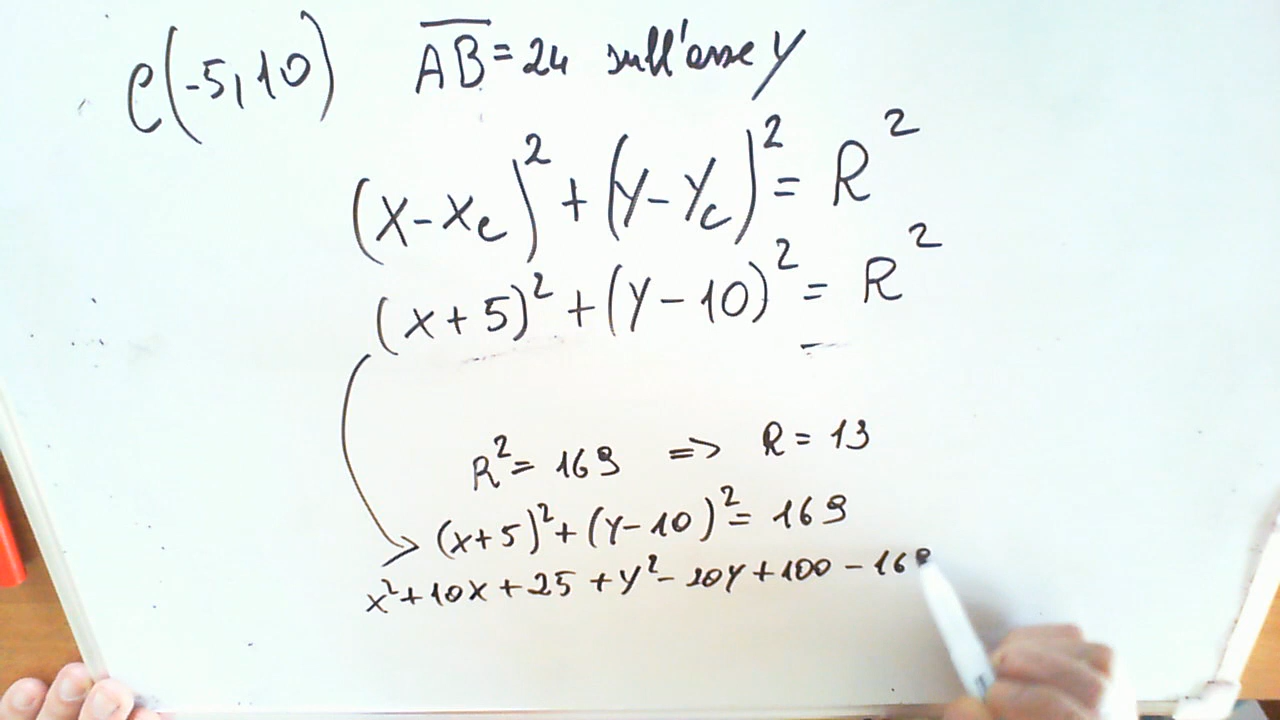 C(-5,10) AB=24 sull'asse y
(x-xc)²+(y-yc)²=R²
(x+5)²+(y-10)²=R²
R²=169 => R=13
(x+5)²+(y-10)²=169
x²+10x+25+y²-20y+100-169